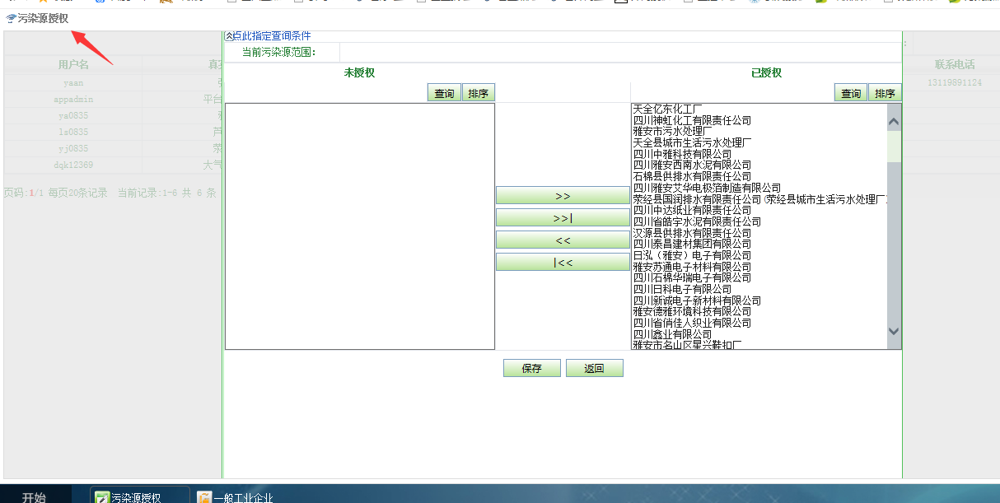 污染源授权
点此指定查询条件
当前污染源范围:
用户名
联系电话
未授权
已授权
yaan
13119891124
查询 排序
查询 排序
appadmin
平台
ya0835
ls0835
yj0835
dqk12369
大气
页码:1/1 每页20条记录 当前记录:1-6 共 6 条
>>
>>|
<<
|<<
天全亿东化工厂
四川神虹化工有限责任公司
雅安市污水处理厂
天全县城市生活污水处理厂
四川中雅科技有限公司
四川雅安西南水泥有限公司
石棉县供排水有限责任公司
四川雅安艾华电极箔制造有限公司
荥经县国润排水有限责任公司(荥经县城市生活污水处理厂
四川中达纸业有限责任公司
四川省皓宇水泥有限责任公司
汉源县供排水有限责任公司
四川泰昌建材集团有限公司
日泓（雅安）电子有限公司
雅安苏通电子材料有限公司
四川石棉华瑞电子有限公司
四川日科电子有限公司
四川新诚电子新材料有限公司
雅安德雅环境科技有限公司
四川省俏佳人织业有限公司
四川鑫业有限公司
雅安市名山区星兴鞋扣厂
保存 返回
开始 污染源授权 一般工业企业